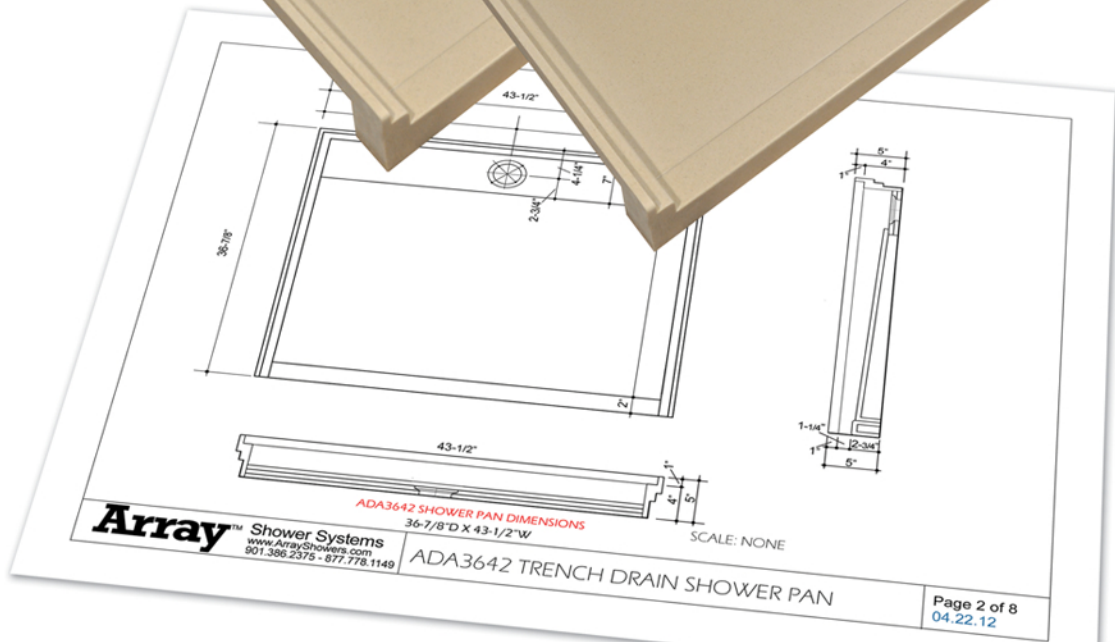 43-1/2"
5"
4"
1"
4-1/4"
7"
2-3/4"
36-7/8"
2"
1-1/4"
1"
2-3/4"
5"
43-1/2"
1"
4"
5"
ADA3642 SHOWER PAN DIMENSIONS
36-7/8"D X 43-1/2"W
SCALE: NONE
Array™ Shower Systems
www.ArrayShowers.com
901.386.2375 - 877.778.1149
ADA3642 TRENCH DRAIN SHOWER PAN
Page 2 of 8
04.22.12